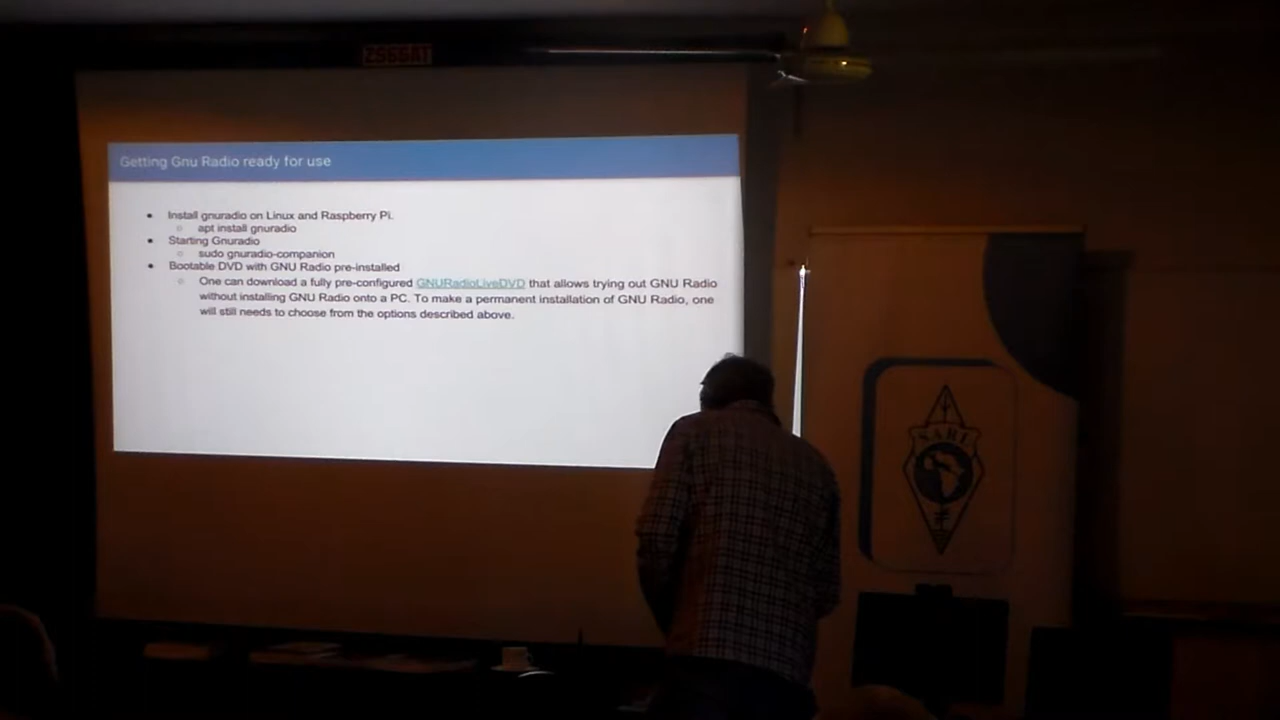 ZS6SAT
Getting Gnu Radio ready for use
Install gnuradio on Linux and Raspberry Pi.
apt install gnuradio
Starting Gnuradio
sudo gnuradio-companion
Bootable DVD with GNU Radio pre-installed
One can download a fully pre-configured GNURadioLiveDVD that allows trying out GNU Radio
without installing GNU Radio onto a PC. To make a permanent installation of GNU Radio, one
will still needs to choose from the options described above.
SARL